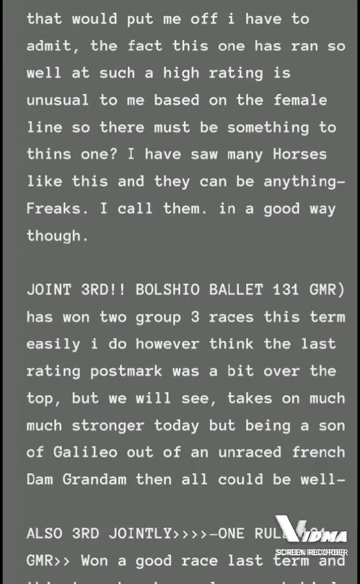 that would put me off i have to
admit, the fact this one has ran so
well at such a high rating is
unusual to me based on the female
line so there must be something to
thins one? I have saw many Horses
like this and they can be anything-
Freaks. I call them. in a good way
though.
JOINT 3RD!! BOLSHIO BALLET 131 GMR)
has won two group 3 races this term
easily i do however think the last
rating postmark was a bit over the
top, but we will see, takes on much
much stronger today but being a son
of Galileo out of an unraced french
Dam Grandam then all could be well-
ALSO 3RD JOINTLY>>>>-ONE
GMR>> Won a good race last term and
VIDMA
SCREEN RECORDER